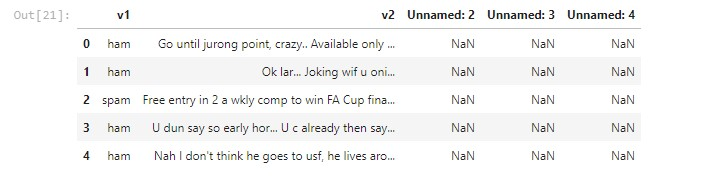 Out[21]: v1 v2 Unnamed: 2 Unnamed: 3 Unnamed: 4
0 ham Go until jurong point, crazy.. Available only ... NaN NaN NaN
1 ham Ok lar... Joking wif u oni... NaN NaN NaN
2 spam Free entry in 2 a wkly comp to win FA Cup fina... NaN NaN NaN
3 ham U dun say so early hor... U c already then say... NaN NaN NaN
4 ham Nah I don't think he goes to usf, he lives aro... NaN NaN NaN